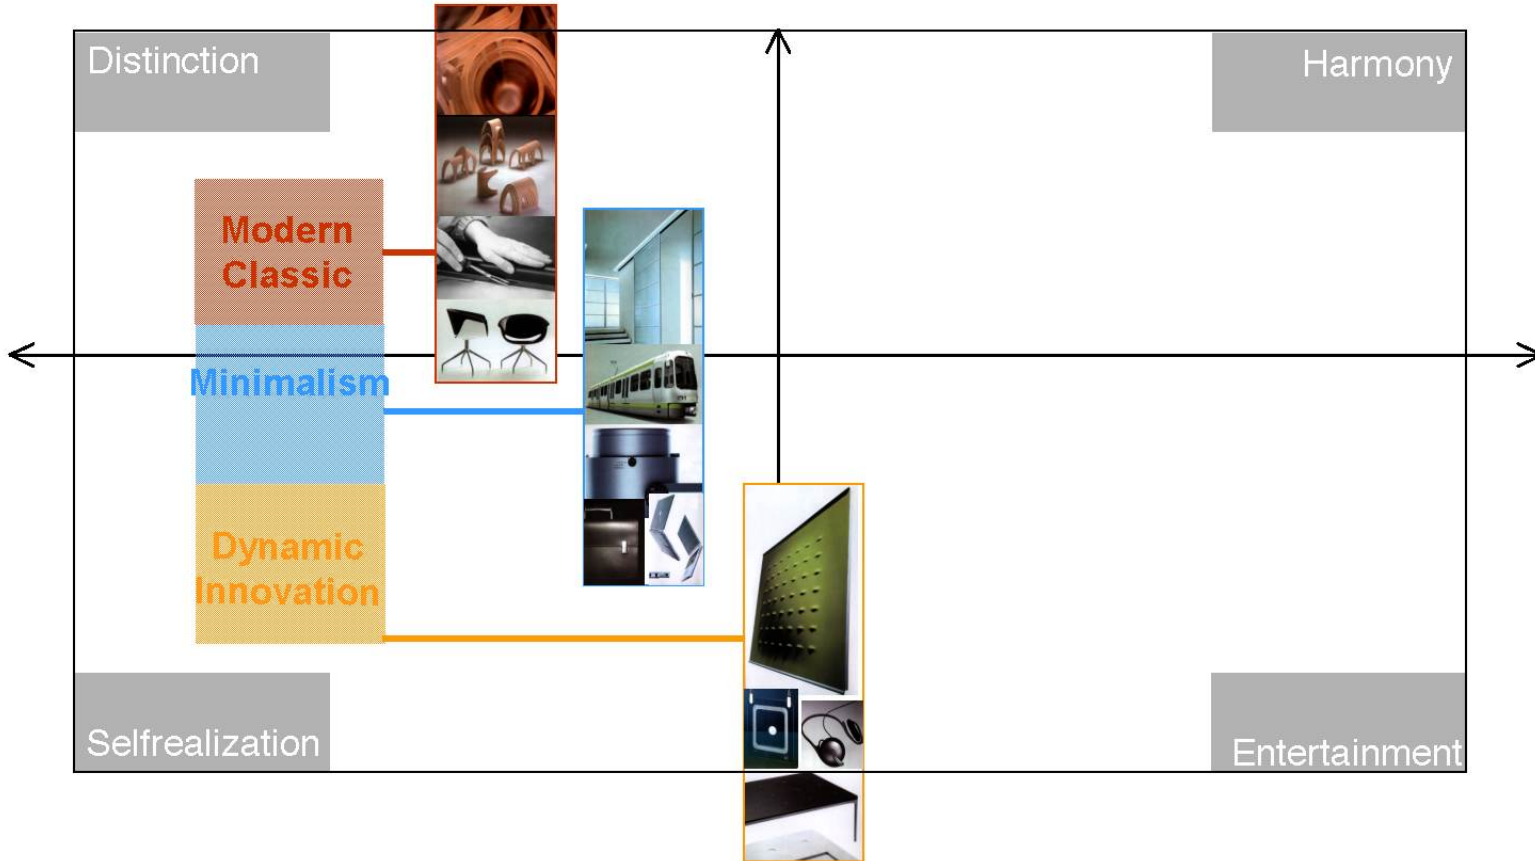 Distinction
Harmony
Modern
Classic
Minimalism
Dynamic
Innovation
Selfrealization
Entertainment